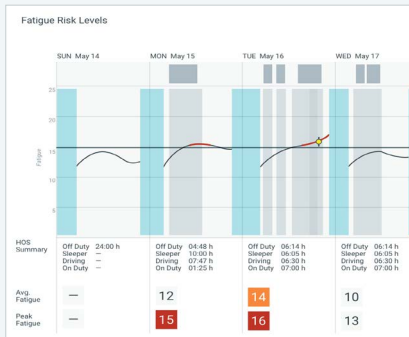 Fatigue Risk Levels
SUN May 14 MON May 15 TUE May 16 WED May 17
25
20
15
10
5
Fatigue
HOS Summary
Off Duty 24:00 h
Sleeper —
Driving —
On Duty —
Off Duty 04:48 h
Sleeper 10:00 h
Driving 07:47 h
On Duty 01:25 h
Off Duty 06:14 h
Sleeper 06:05 h
Driving 06:30 h
On Duty 07:00 h
Off Duty 06:14 h
Sleeper 06:05 h
Driving 06:30 h
On Duty 07:00 h
Avg. Fatigue
— 12 14 10
Peak Fatigue
— 15 16 13